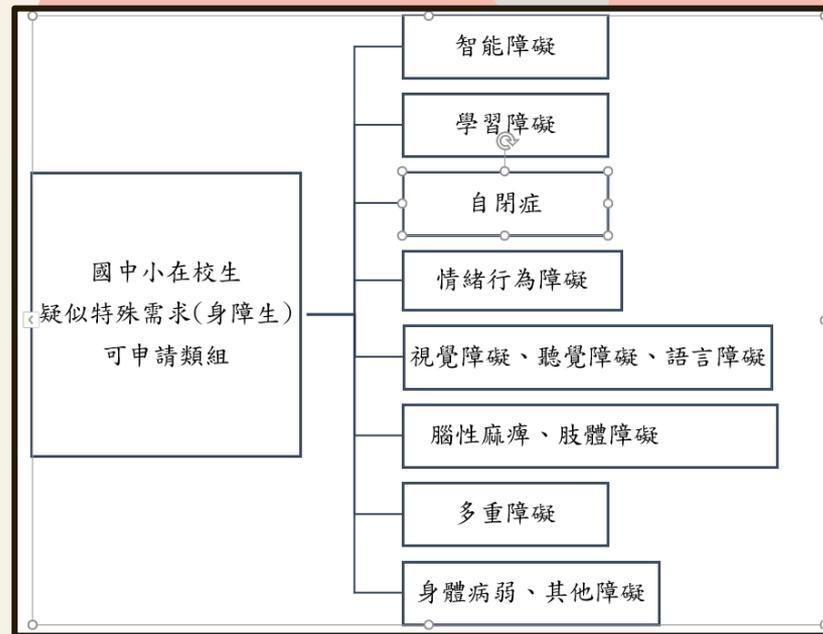 智能障礙
學習障礙
自閉症
國中小在校生
疑似特殊需求(身障生)
可申請類組
情緒行為障礙
視覺障礙、聽覺障礙、語言障礙
腦性麻痺、肢體障礙
多重障礙
身體病弱、其他障礙